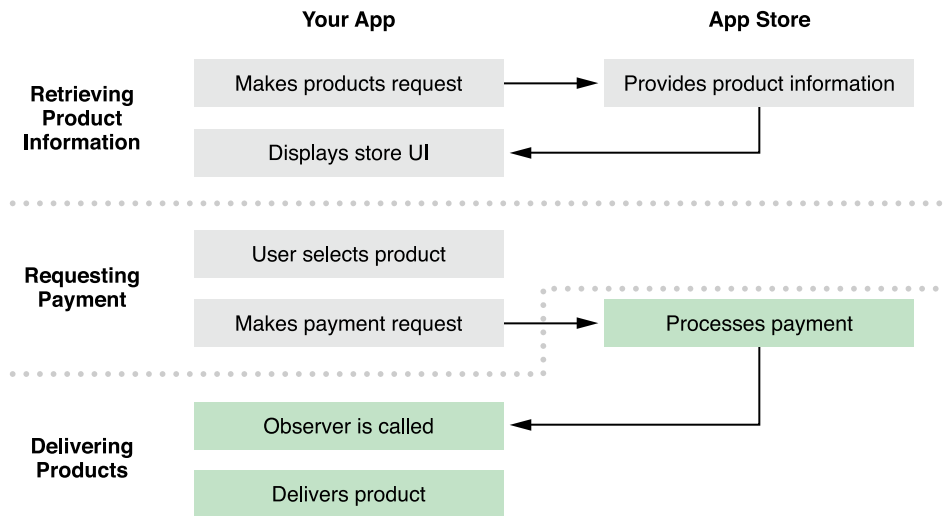 Your App
App Store
Retrieving
Product
Information
Makes products request
Provides product information
Displays store UI
Requesting
Payment
User selects product
Makes payment request
Processes payment
Delivering
Products
Observer is called
Delivers product